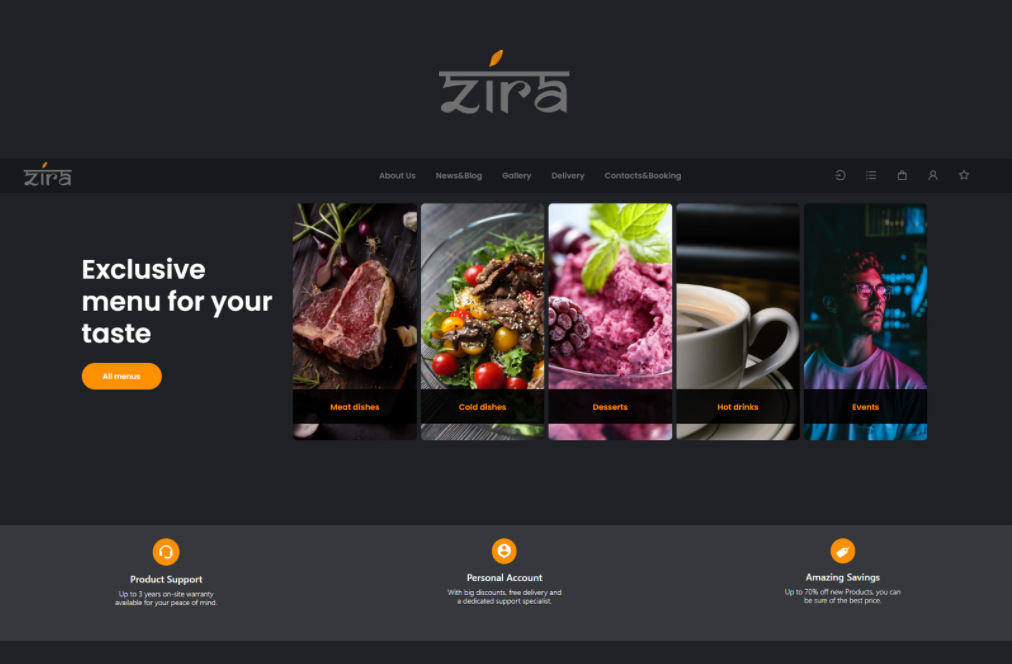 zira
zira
About Us News&Blog Gallery Delivery Contacts&Booking
Exclusive
menu for your
taste
All menus
Meat dishes
Cold dishes
Desserts
Hot drinks
Events
Product Support
Up to 3 years on-site warranty
available for your peace of mind.
Personal Account
With big discounts, free delivery and
a dedicated support specialist.
Amazing Savings
Up to 70% off new Products, you can
be sure of the best price.